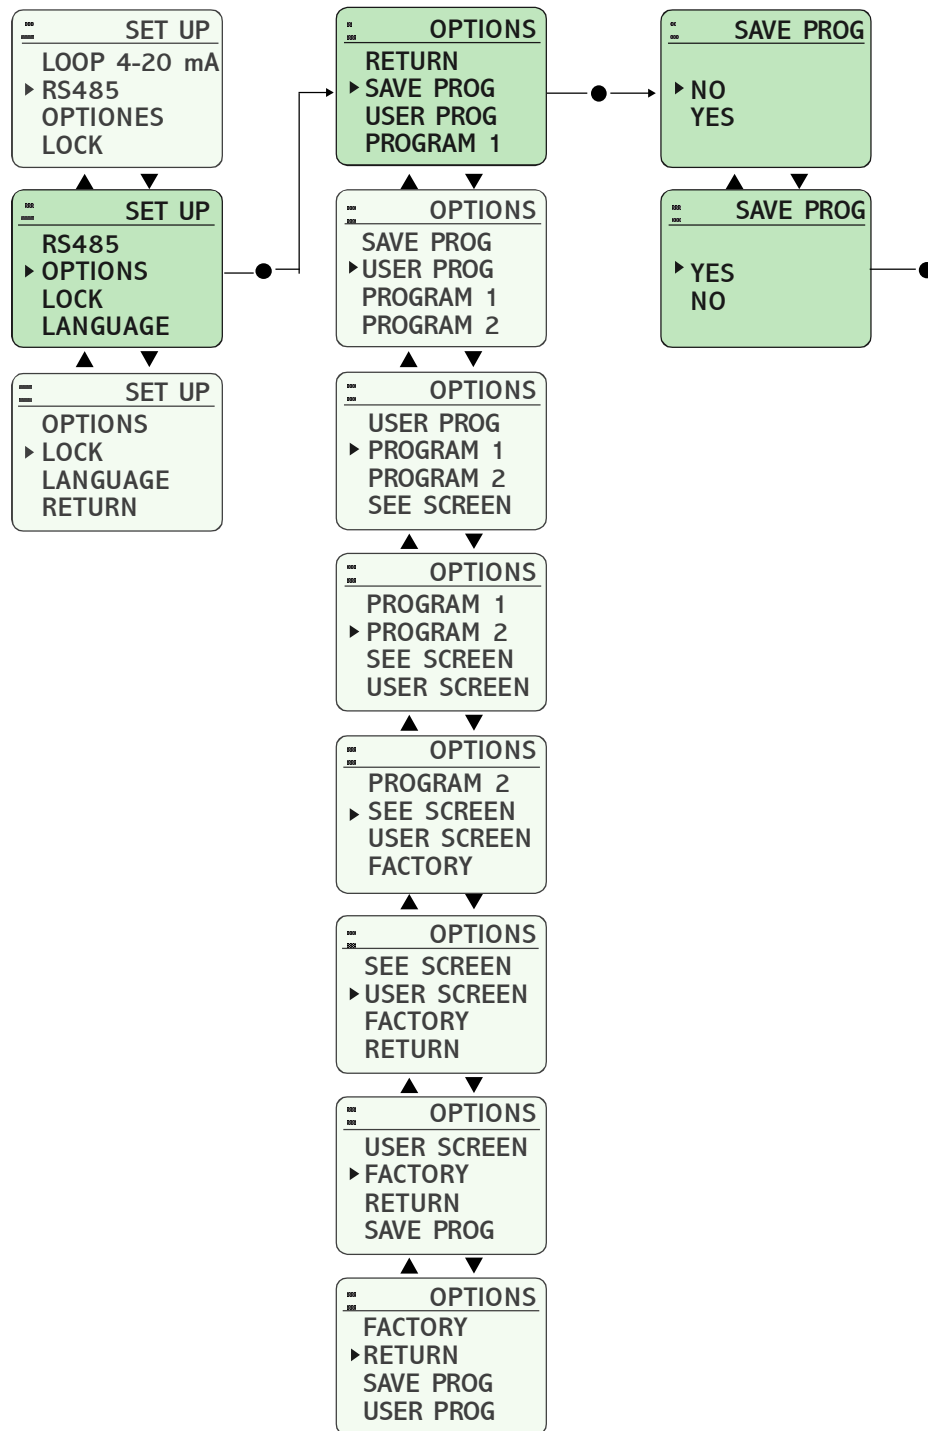 SET UP
LOOP 4-20 mA
RS485
OPTIONES
LOCK
SET UP
RS485
OPTIONS
LOCK
LANGUAGE
SET UP
OPTIONS
LOCK
LANGUAGE
RETURN
OPTIONS
RETURN
SAVE PROG
USER PROG
PROGRAM 1
OPTIONS
SAVE PROG
USER PROG
PROGRAM 1
PROGRAM 2
OPTIONS
USER PROG
PROGRAM 1
PROGRAM 2
SEE SCREEN
OPTIONS
PROGRAM 1
PROGRAM 2
SEE SCREEN
USER SCREEN
OPTIONS
PROGRAM 2
SEE SCREEN
USER SCREEN
FACTORY
OPTIONS
SEE SCREEN
USER SCREEN
FACTORY
RETURN
OPTIONS
USER SCREEN
FACTORY
RETURN
SAVE PROG
OPTIONS
FACTORY
RETURN
SAVE PROG
USER PROG
SAVE PROG
NO
YES
SAVE PROG
YES
NO